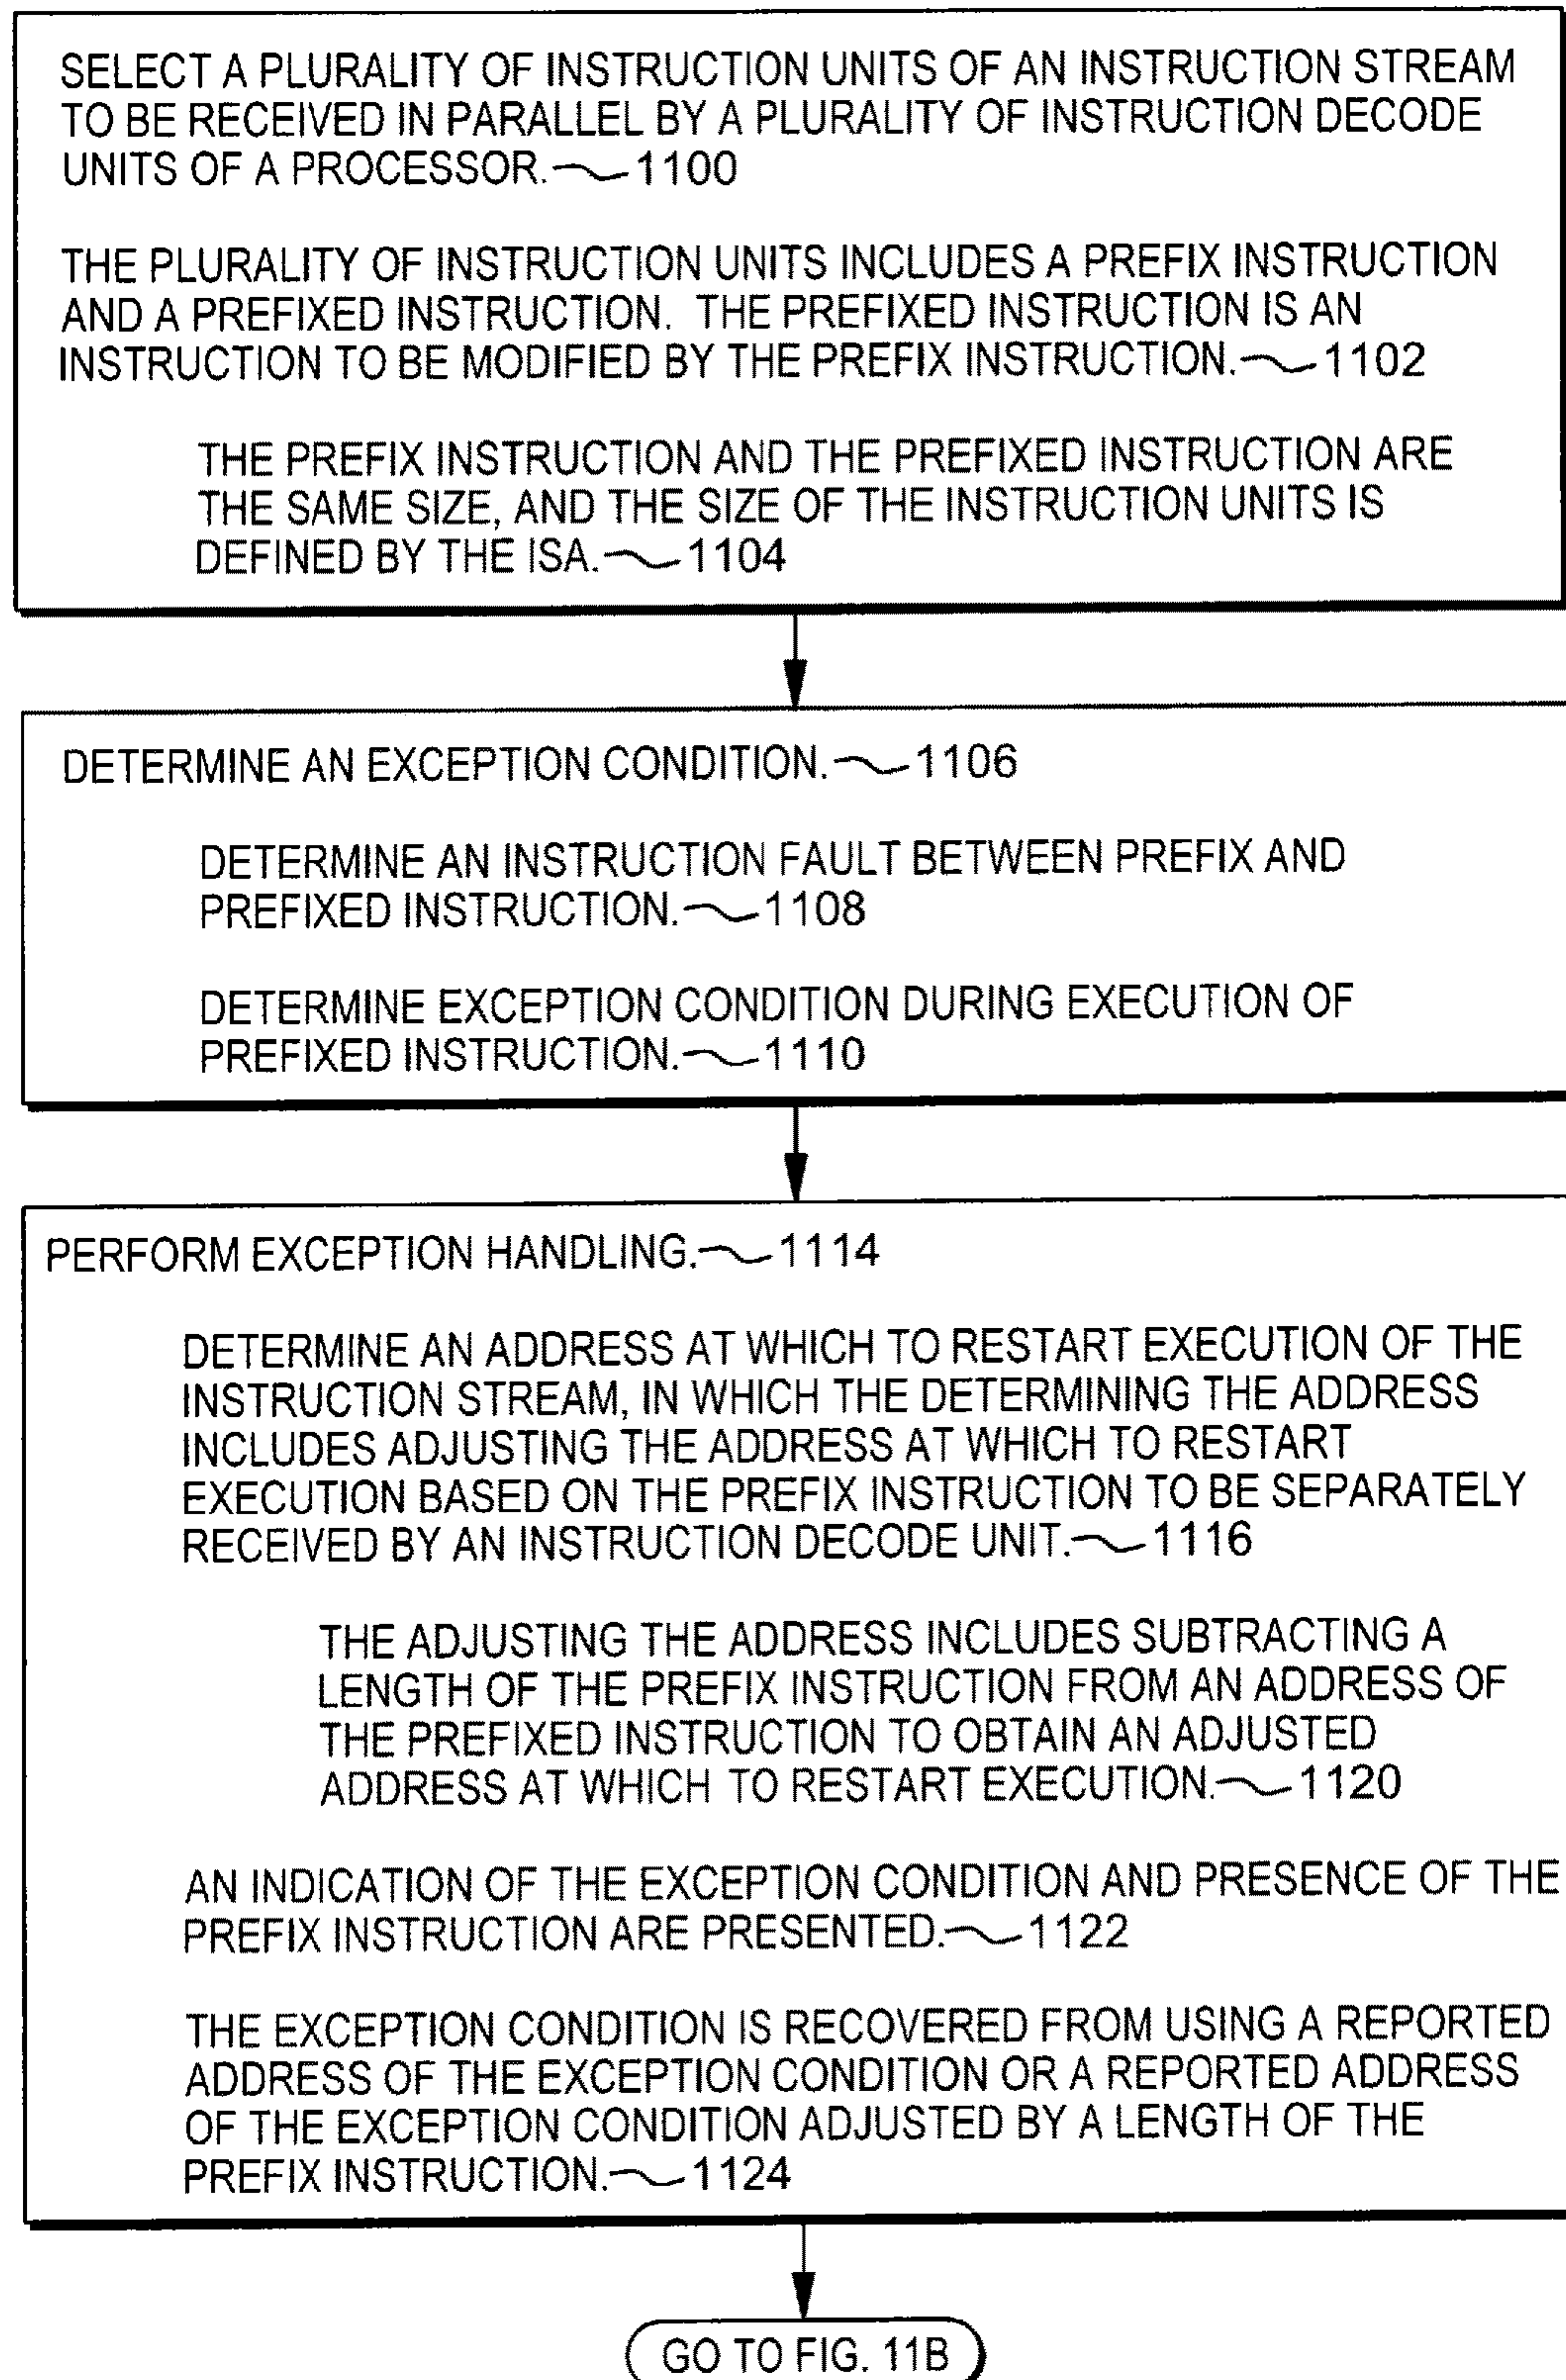 SELECT A PLURALITY OF INSTRUCTION UNITS OF AN INSTRUCTION STREAM
TO BE RECEIVED IN PARALLEL BY A PLURALITY OF INSTRUCTION DECODE
UNITS OF A PROCESSOR. 1100
THE PLURALITY OF INSTRUCTION UNITS INCLUDES A PREFIX INSTRUCTION
AND A PREFIXED INSTRUCTION. THE PREFIXED INSTRUCTION IS AN
INSTRUCTION TO BE MODIFIED BY THE PREFIX INSTRUCTION. 1102
THE PREFIX INSTRUCTION AND THE PREFIXED INSTRUCTION ARE
THE SAME SIZE, AND THE SIZE OF THE INSTRUCTION UNITS IS
DEFINED BY THE ISA. 1104
DETERMINE AN EXCEPTION CONDITION. 1106
DETERMINE AN INSTRUCTION FAULT BETWEEN PREFIX AND
PREFIXED INSTRUCTION. 1108
DETERMINE EXCEPTION CONDITION DURING EXECUTION OF
PREFIXED INSTRUCTION. 1110
PERFORM EXCEPTION HANDLING. 1114
DETERMINE AN ADDRESS AT WHICH TO RESTART EXECUTION OF THE
INSTRUCTION STREAM, IN WHICH THE DETERMINING THE ADDRESS
INCLUDES ADJUSTING THE ADDRESS AT WHICH TO RESTART
EXECUTION BASED ON THE PREFIX INSTRUCTION TO BE SEPARATELY
RECEIVED BY AN INSTRUCTION DECODE UNIT. 1116
THE ADJUSTING THE ADDRESS INCLUDES SUBTRACTING A
LENGTH OF THE PREFIX INSTRUCTION FROM AN ADDRESS OF
THE PREFIXED INSTRUCTION TO OBTAIN AN ADJUSTED
ADDRESS AT WHICH TO RESTART EXECUTION. 1120
AN INDICATION OF THE EXCEPTION CONDITION AND PRESENCE OF THE
PREFIX INSTRUCTION ARE PRESENTED. 1122
THE EXCEPTION CONDITION IS RECOVERED FROM USING A REPORTED
ADDRESS OF THE EXCEPTION CONDITION OR A REPORTED ADDRESS
OF THE EXCEPTION CONDITION ADJUSTED BY A LENGTH OF THE
PREFIX INSTRUCTION. 1124
GO TO FIG. 11B